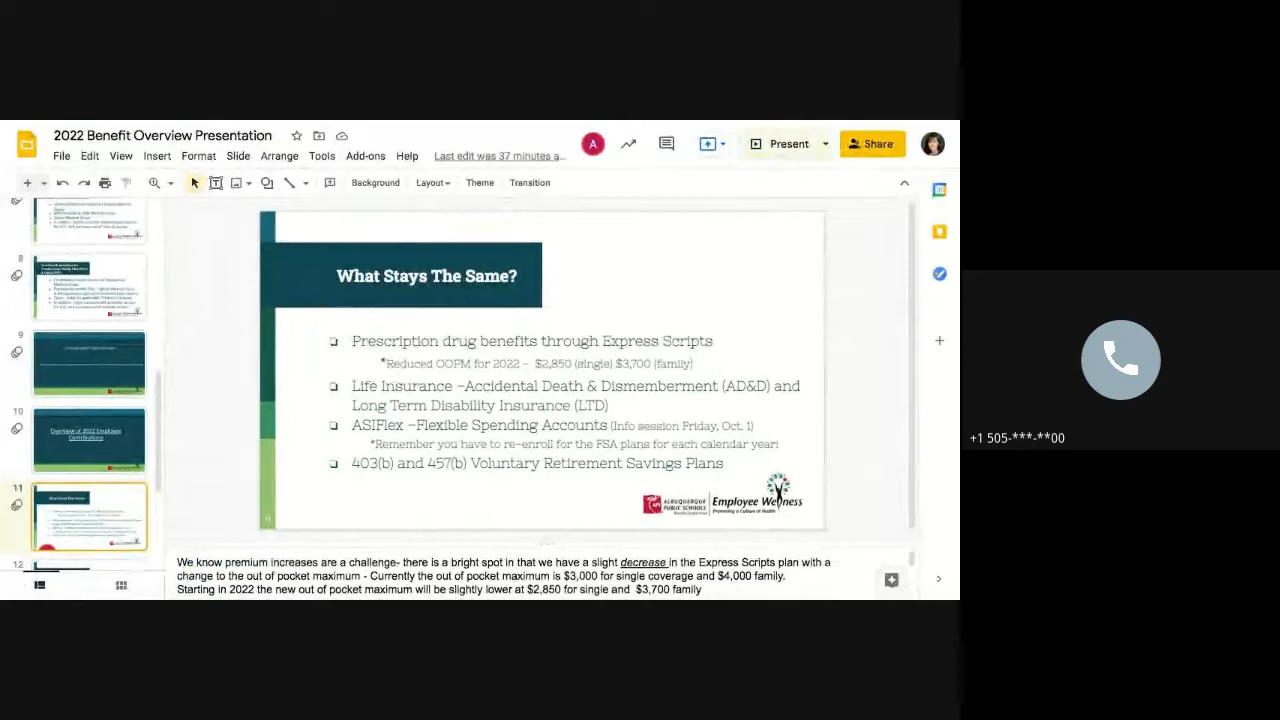 2022 Benefit Overview Presentation
File Edit View Insert Format Slide Arrange Tools Add-ons Help Last edit was 37 minutes a...
A
Present
Share
Background Layout Theme Transition
8
9
10
Overview of 2022 Employee
Contributions
11
12
What Stays The Same?
❏ Prescription drug benefits through Express Scripts
*Reduced OOPM for 2022 – $2,850 (single) $3,700 (family)
❏ Life Insurance –Accidental Death & Dismemberment (AD&D) and
Long Term Disability Insurance (LTD)
❏ ASIFlex –Flexible Spending Accounts (Info session Friday, Oct. 1)
*Remember you have to re-enroll for the FSA plans for each calendar year!
❏ 403(b) and 457(b) Voluntary Retirement Savings Plans
ALBUQUERQUE
PUBLIC SCHOOLS
Employee Wellness
Promoting a Culture of Health
11
We know premium increases are a challenge- there is a bright spot in that we have a slight decrease in the Express Scripts plan with a
change to the out of pocket maximum - Currently the out of pocket maximum is $3,000 for single coverage and $4,000 family.
Starting in 2022 the new out of pocket maximum will be slightly lower at $2,850 for single and $3,700 family
+1 505-***-**00